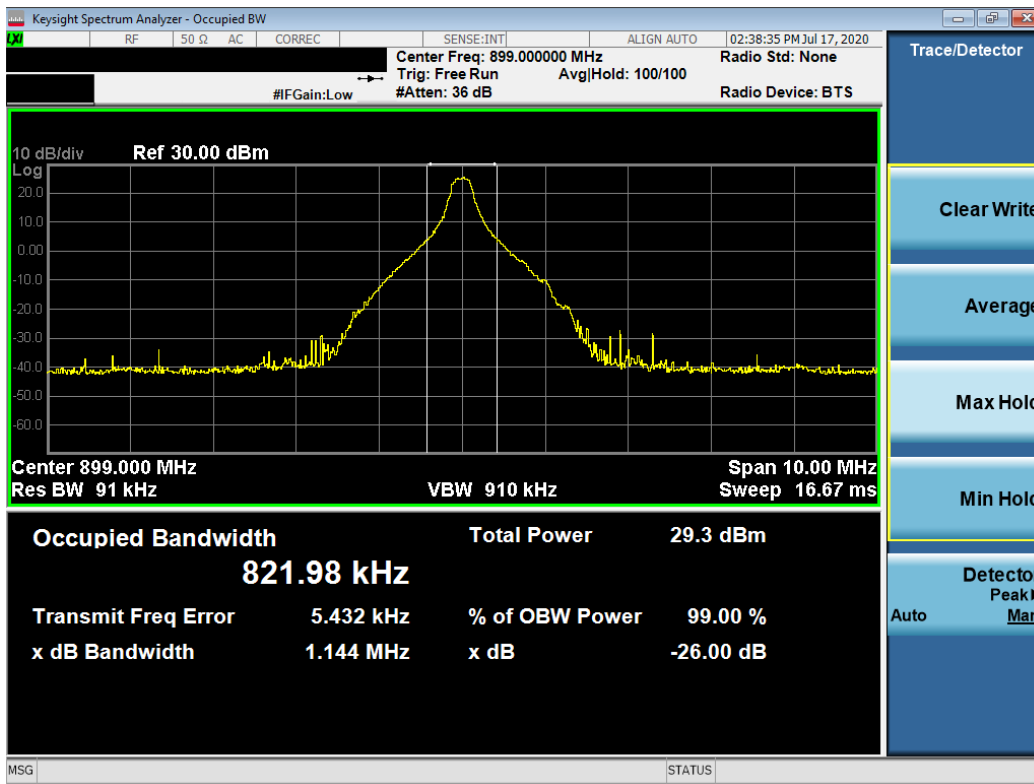 Keysight Spectrum Analyzer - Occupied BW
LXI RF 50 Ω AC CORREC SENSE:INT ALIGN AUTO 02:38:35 PM Jul 17, 2020
Center Freq: 899.000000 MHz Radio Std: None
Trig: Free Run Avg|Hold: 100/100
#IFGain:Low #Atten: 36 dB Radio Device: BTS
10 dB/div Ref 30.00 dBm
Log
20.0
10.0
0.00
-10.0
-20.0
-30.0
-40.0
-50.0
-60.0
Center 899.000 MHz Span 10.00 MHz
Res BW 91 kHz VBW 910 kHz Sweep 16.67 ms
Occupied Bandwidth Total Power 29.3 dBm
821.98 kHz
Transmit Freq Error 5.432 kHz % of OBW Power 99.00 %
x dB Bandwidth 1.144 MHz x dB -26.00 dB
MSG STATUS
Trace/Detector
Clear Write
Average
Max Hold
Min Hold
Detector
Peak
Auto Man